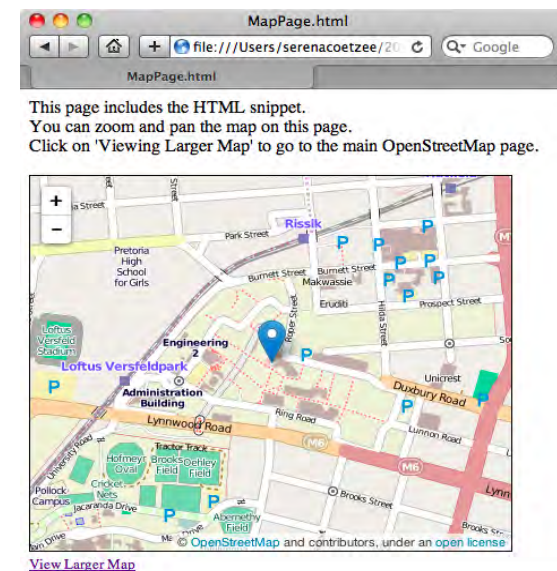 MapPage.html
file:///Users/serenacoetzee/20
Google
MapPage.html
This page includes the HTML snippet.
You can zoom and pan the map on this page.
Click on 'Viewing Larger Map' to go to the main OpenStreetMap page.
+
−
Street
Park Street
Rissik
P
P
P
Pretoria
High
School
for Girls
Burnett Street
Burnett Street
Makwassie
P
P
P
P
P
Eruditi
Prospect Street
Hilda Street
Roper Street
Loftus
Versfeld
Stadium
Engineering
2
P
Loftus Versfeldpark
P
Administration
Building
Unicrest
Duxbury Road
P
P
Ring Road
Lynnwood Road
M6
Lunnon Road
University Road
Tractor Track
Hofmeyr
Oval
Brooks
Field
Oehley
Field
M6
Pollock
Campus
Cricket
Nets
Jacaranda Drive
P
P
Brooks Street
Lynn
Abernethy
Field
Brooks
Main Drive
© OpenStreetMap and contributors, under an open license
View Larger Map